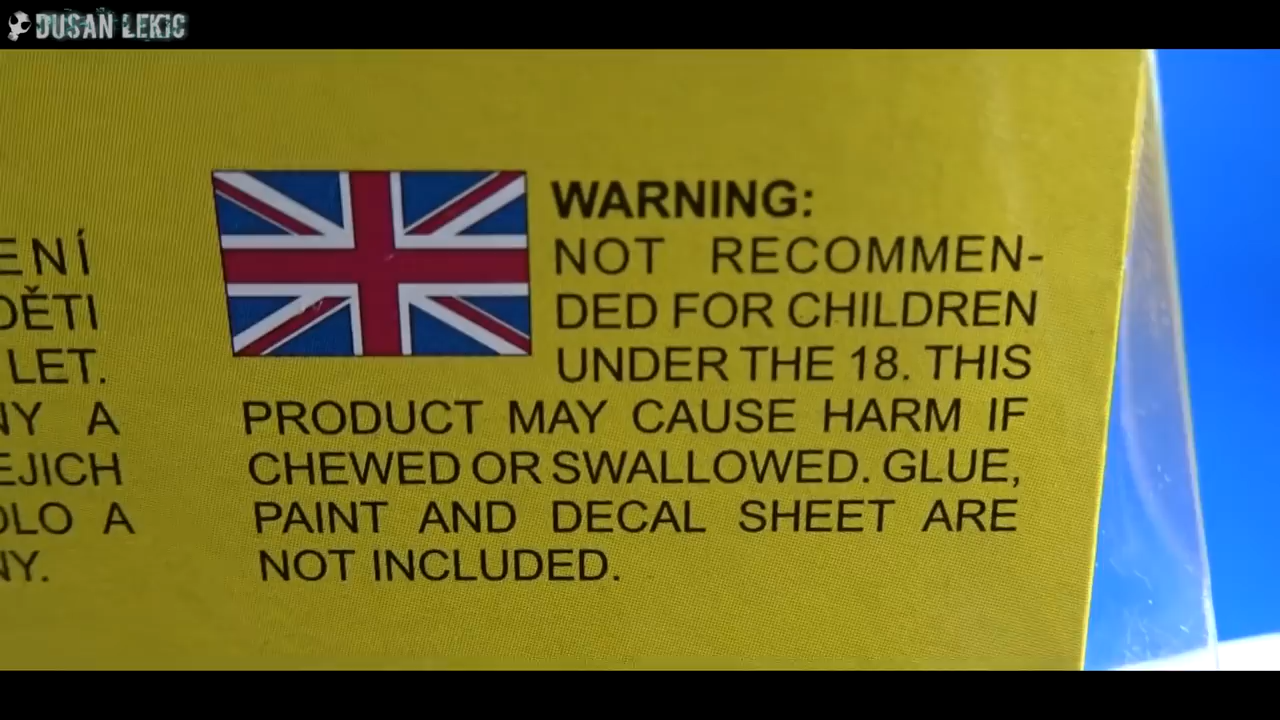 DUSAN LEKIC
ENÍ
DĚTI
LET.
NY A
EJICH
OLO A
NY.
WARNING:
NOT RECOMMEN-
DED FOR CHILDREN
UNDER THE 18. THIS
PRODUCT MAY CAUSE HARM IF
CHEWED OR SWALLOWED. GLUE,
PAINT AND DECAL SHEET ARE
NOT INCLUDED.